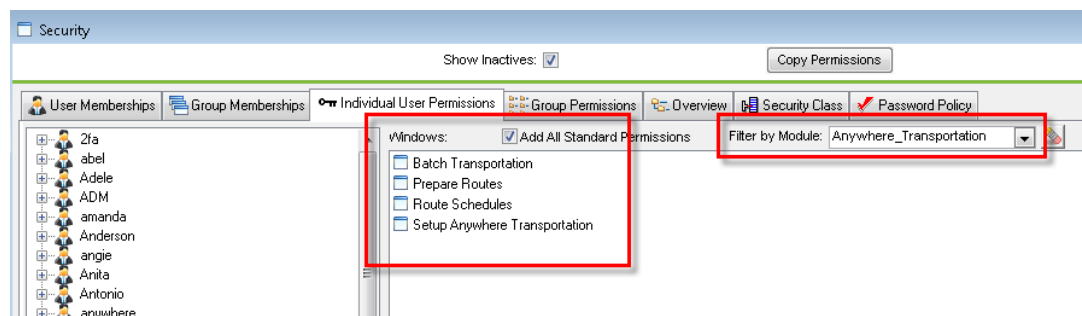 Security
Show Inactives:
Copy Permissions
User Memberships
Group Memberships
Individual User Permissions
Group Permissions
Overview
Security Class
Password Policy
Windows:
Add All Standard Permissions
Filter by Module: Anywhere_Transportation
2fa
abel
Adele
ADM
amanda
Anderson
angie
Anita
Antonio
anywhere
Batch Transportation
Prepare Routes
Route Schedules
Setup Anywhere Transportation